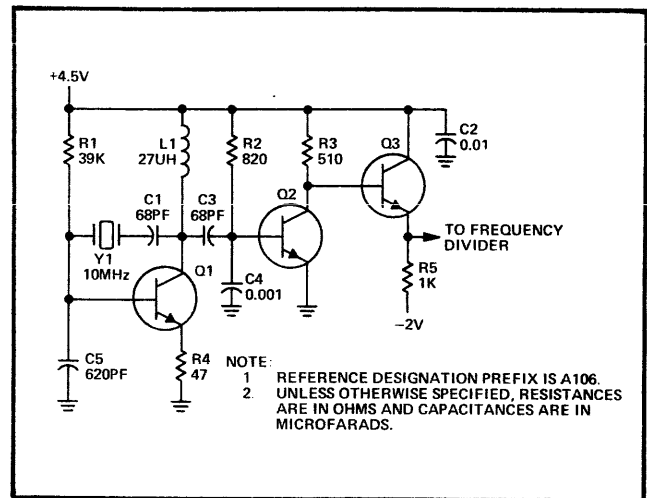 +4.5V
R1
39K
L1
27UH
R2
820
R3
510
Q3
C2
0.01
C1
68PF
C3
68PF
Q2
TO FREQUENCY
DIVIDER
Y1
10MHz
Q1
C4
0.001
R5
1K
−2V
C5
620PF
R4
47
NOTE:
1 REFERENCE DESIGNATION PREFIX IS A106.
2. UNLESS OTHERWISE SPECIFIED, RESISTANCES
ARE IN OHMS AND CAPACITANCES ARE IN
MICROFARADS.